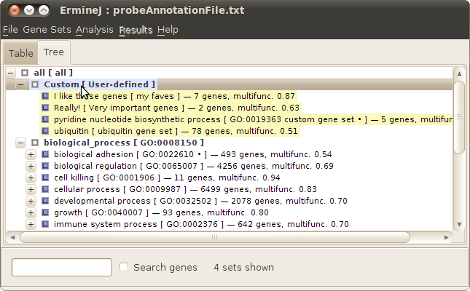 ErmineJ : probeAnnotationFile.txt
File Gene Sets Analysis Results Help
Table Tree
all [ all ]
Custom [ User-defined ]
I like these genes [ my faves ] — 7 genes, multifunc. 0.87
Really! [ Very important genes ] — 2 genes, multifunc. 0.63
pyridine nucleotide biosynthetic process [ GO:0019363 custom gene set • ] — 5 genes, multifu
ubiquitin [ ubiquitin gene set ] — 78 genes, multifunc. 0.51
biological_process [ GO:0008150 ]
biological adhesion [ GO:0022610 • ] — 493 genes, multifunc. 0.54
biological regulation [ GO:0065007 ] — 4256 genes, multifunc. 0.69
cell killing [ GO:0001906 ] — 11 genes, multifunc. 0.94
cellular process [ GO:0009987 ] — 6499 genes, multifunc. 0.83
developmental process [ GO:0032502 ] — 2078 genes, multifunc. 0.70
growth [ GO:0040007 ] — 93 genes, multifunc. 0.80
immune system process [ GO:0002376 ] — 642 genes, multifunc. 0.70
Search genes 4 sets shown